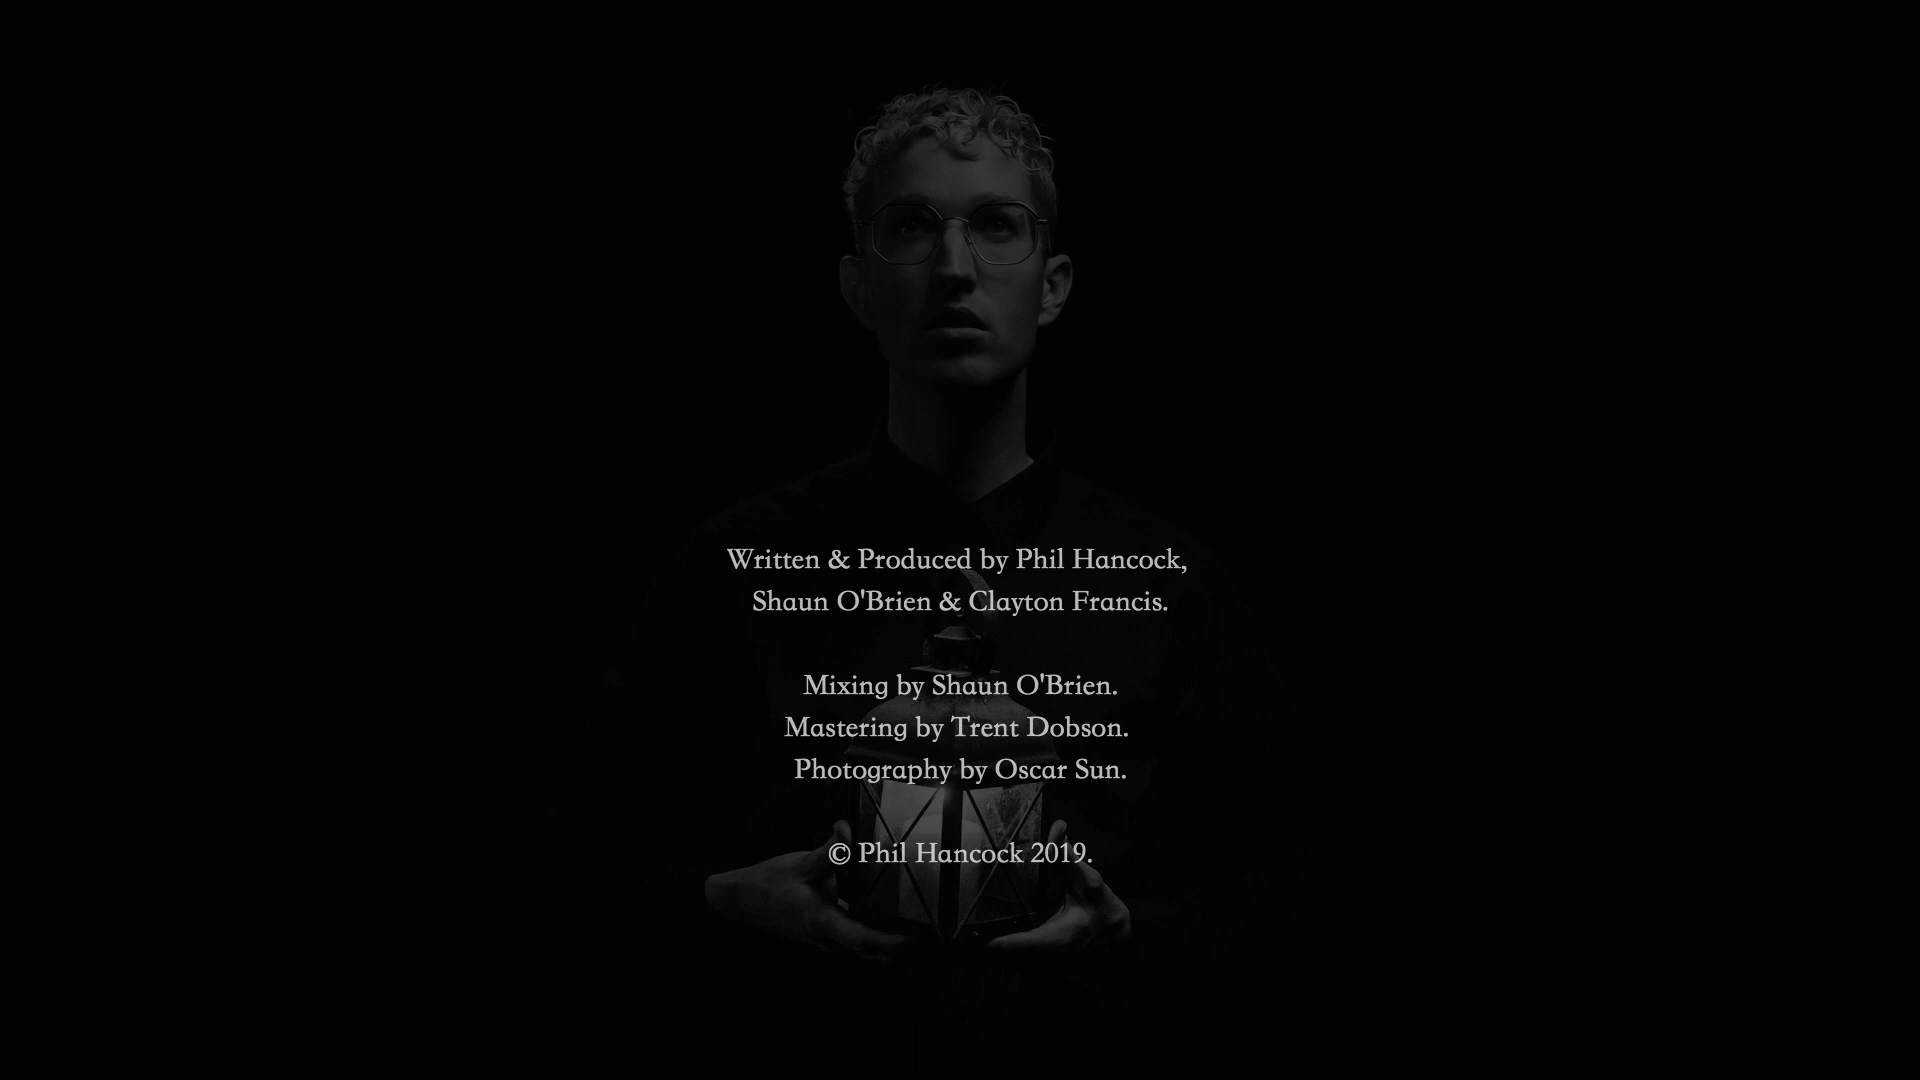 Written & Produced by Phil Hancock,
Shaun O'Brien & Clayton Francis.
Mixing by Shaun O'Brien.
Mastering by Trent Dobson.
Photography by Oscar Sun.
© Phil Hancock 2019.